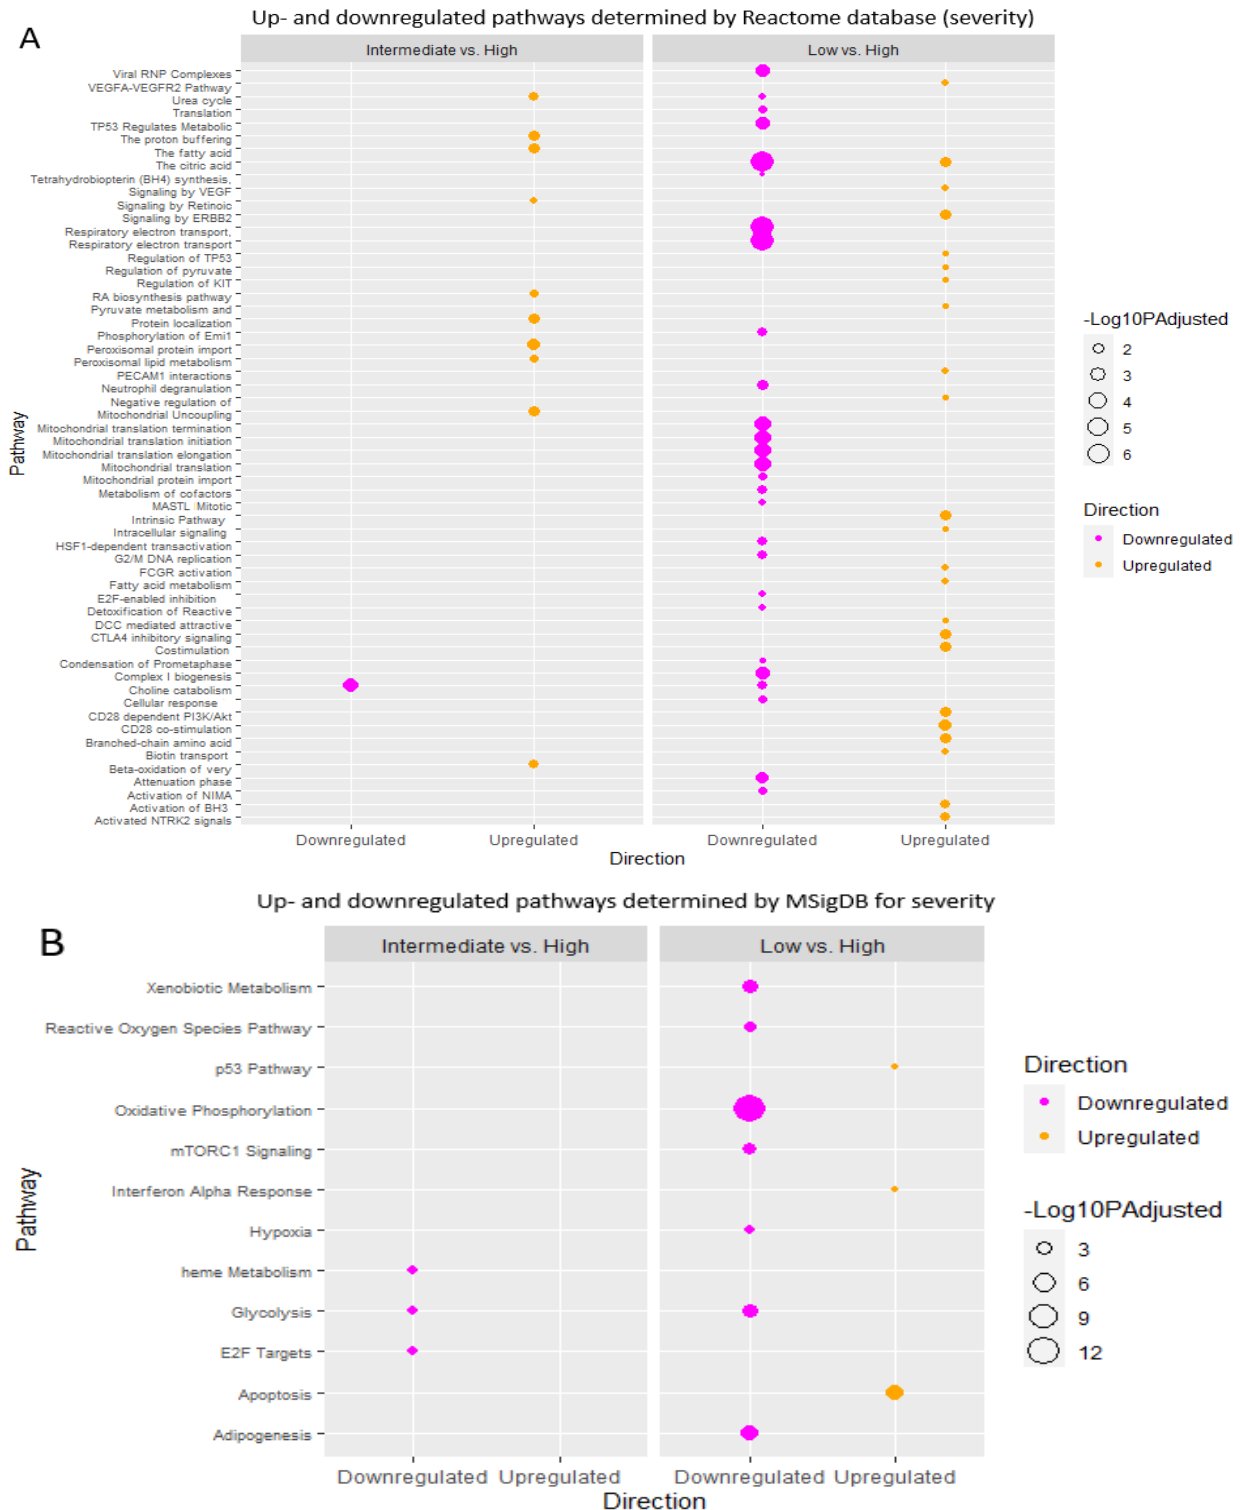 Up- and downregulated pathways determined by Reactome database (severity)
A
Intermediate vs. High
Low vs. High
Viral RNP Complexes
VEGFA-VEGFR2 Pathway
Urea cycle
Translation
TP53 Regulates Metabolic
The proton buffering
The fatty acid
The citric acid
Tetrahydrobiopterin (BH4) synthesis,
Signaling by VEGF
Signaling by Retinoic
Signaling by ERBB2
Respiratory electron transport,
Respiratory electron transport
Regulation of TP53
Regulation of pyruvate
Regulation of KIT
RA biosynthesis pathway
Pyruvate metabolism and
Protein localization
Phosphorylation of Emi1
Peroxisomal protein import
Peroxisomal lipid metabolism
PECAM1 interactions
Neutrophil degranulation
Negative regulation of
Mitochondrial Uncoupling
Mitochondrial translation termination
Mitochondrial translation initiation
Mitochondrial translation elongation
Mitochondrial translation
Mitochondrial protein import
Metabolism of cofactors
MASTL Mitotic
Intrinsic Pathway
Intracellular signaling
HSF1-dependent transactivation
G2/M DNA replication
FCGR activation
Fatty acid metabolism
E2F-enabled inhibition
Detoxification of Reactive
DCC mediated attractive
CTLA4 inhibitory signaling
Costimulation
Condensation of Prometaphase
Complex I biogenesis
Choline catabolism
Cellular response
CD28 dependent PI3K/Akt
CD28 co-stimulation
Branched-chain amino acid
Biotin transport
Beta-oxidation of very
Attenuation phase
Activation of NIMA
Activation of BH3
Activated NTRK2 signals
Pathway
Downregulated
Upregulated
Downregulated
Upregulated
Direction
-Log10PAdjusted
2
3
4
5
6
Direction
Downregulated
Upregulated
Up- and downregulated pathways determined by MSigDB for severity
B
Intermediate vs. High
Low vs. High
Xenobiotic Metabolism
Reactive Oxygen Species Pathway
p53 Pathway
Oxidative Phosphorylation
mTORC1 Signaling
Interferon Alpha Response
Hypoxia
heme Metabolism
Glycolysis
E2F Targets
Apoptosis
Adipogenesis
Pathway
Downregulated
Upregulated
Downregulated
Upregulated
Direction
Direction
Downregulated
Upregulated
-Log10PAdjusted
3
6
9
12